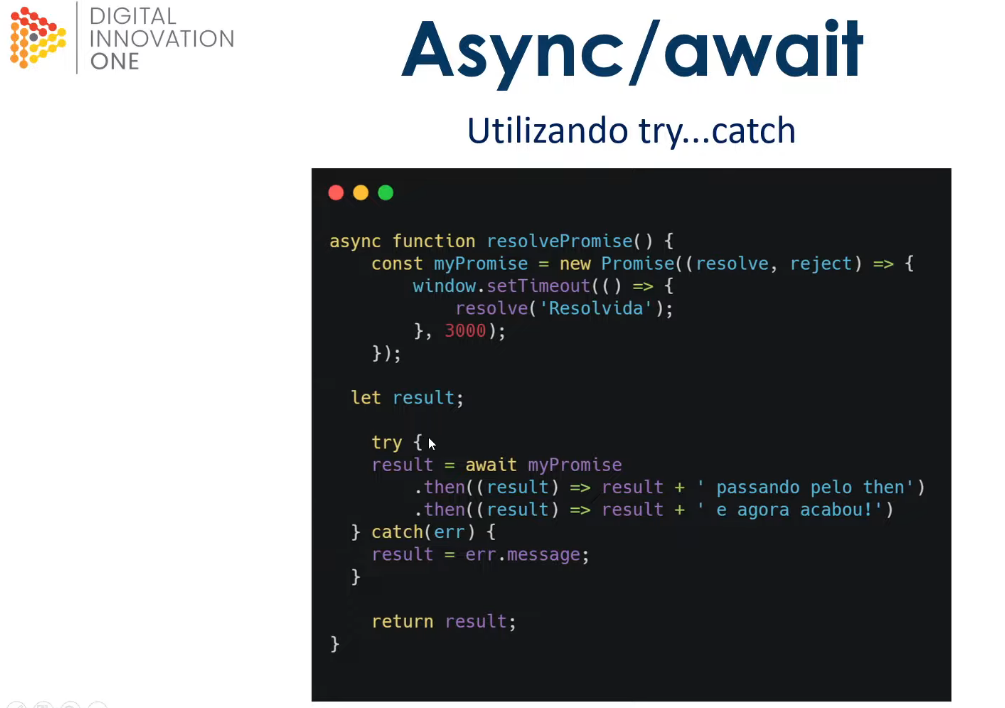 DIGITAL
INNOVATION
ONE
Async/await
Utilizando try...catch
async function resolvePromise() {
    const myPromise = new Promise((resolve, reject) => {
        window.setTimeout(() => {
            resolve('Resolvida');
        }, 3000);
    });
  let result;
    try {
    result = await myPromise
        .then((result) => result + ' passando pelo then')
        .then((result) => result + ' e agora acabou!')
  } catch(err) {
    result = err.message;
  }
    return result;
}